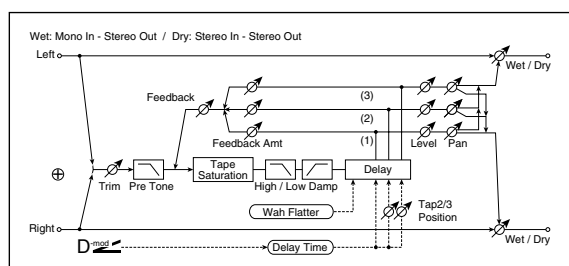 Wet: Mono In - Stereo Out / Dry: Stereo In - Stereo Out
Left
Wet / Dry
Feedback
(3)
(2)
(1)
Feedback Amt
Level
Pan
Trim
Pre Tone
Tape
Saturation
High / Low Damp
Delay
Wah Flatter
Tap2/3
Position
Right
Wet / Dry
D-mod
Delay Time